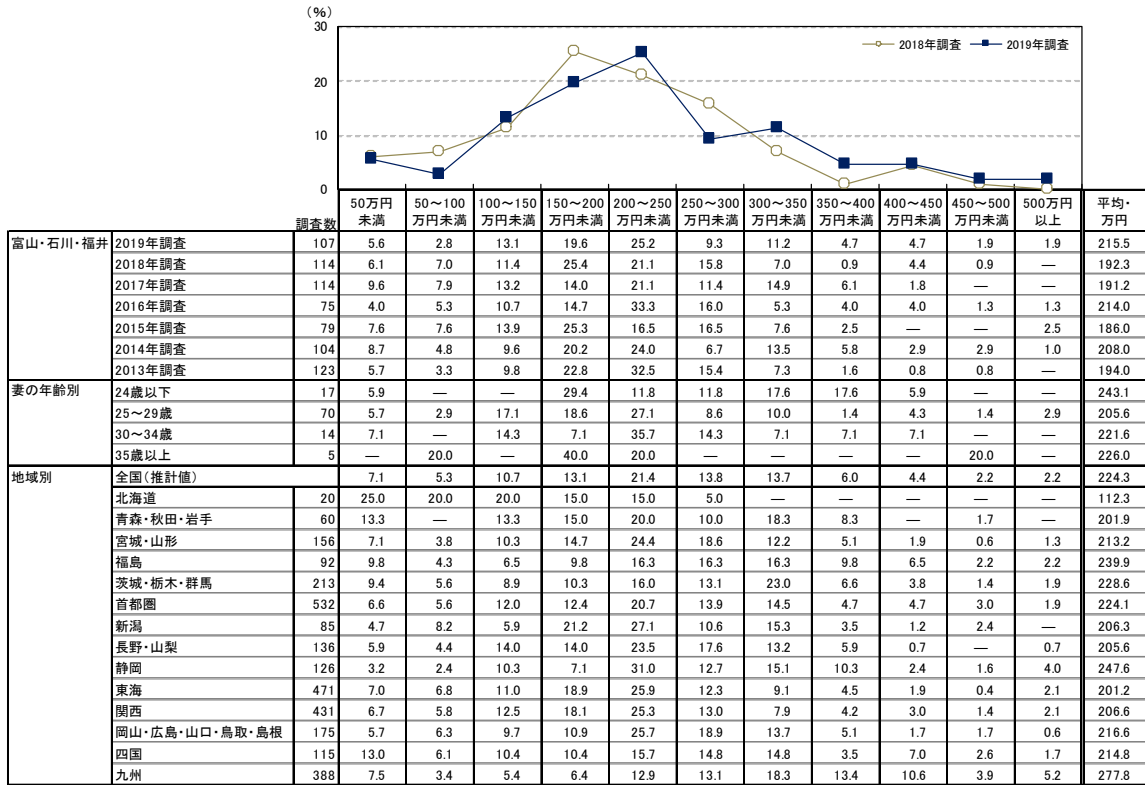 (%)
30
20
10
0
2018年調査 2019年調査
調査数 50万円未満 50～100万円未満 100～150万円未満 150～200万円未満 200～250万円未満 250～300万円未満 300～350万円未満 350～400万円未満 400～450万円未満 450～500万円未満 500万円以上 平均・万円
富山・石川・福井 2019年調査 107 5.6 2.8 13.1 19.6 25.2 9.3 11.2 4.7 4.7 1.9 1.9 215.5
2018年調査 114 6.1 7.0 11.4 25.4 21.1 15.8 7.0 0.9 4.4 0.9 ― 192.3
2017年調査 114 9.6 7.9 13.2 14.0 21.1 11.4 14.9 6.1 1.8 ― ― 191.2
2016年調査 75 4.0 5.3 10.7 14.7 33.3 16.0 5.3 4.0 4.0 1.3 1.3 214.0
2015年調査 79 7.6 7.6 13.9 25.3 16.5 16.5 7.6 2.5 ― ― 2.5 186.0
2014年調査 104 8.7 4.8 9.6 20.2 24.0 6.7 13.5 5.8 2.9 2.9 1.0 208.0
2013年調査 123 5.7 3.3 9.8 22.8 32.5 15.4 7.3 1.6 0.8 0.8 ― 194.0
妻の年齢別 24歳以下 17 5.9 ― ― 29.4 11.8 11.8 17.6 17.6 5.9 ― ― 243.1
25～29歳 70 5.7 2.9 17.1 18.6 27.1 8.6 10.0 1.4 4.3 1.4 2.9 205.6
30～34歳 14 7.1 ― 14.3 7.1 35.7 14.3 7.1 7.1 7.1 ― ― 221.6
35歳以上 5 ― 20.0 ― 40.0 20.0 ― ― ― ― 20.0 ― 226.0
地域別 全国(推計値) 7.1 5.3 10.7 13.1 21.4 13.8 13.7 6.0 4.4 2.2 2.2 224.3
北海道 20 25.0 20.0 20.0 15.0 15.0 5.0 ― ― ― ― ― 112.3
青森・秋田・岩手 60 13.3 ― 13.3 15.0 20.0 10.0 18.3 8.3 ― 1.7 ― 201.9
宮城・山形 156 7.1 3.8 10.3 14.7 24.4 18.6 12.2 5.1 1.9 0.6 1.3 213.2
福島 92 9.8 4.3 6.5 9.8 16.3 16.3 16.3 9.8 6.5 2.2 2.2 239.9
茨城・栃木・群馬 213 9.4 5.6 8.9 10.3 16.0 13.1 23.0 6.6 3.8 1.4 1.9 228.6
首都圏 532 6.6 5.6 12.0 12.4 20.7 13.9 14.5 4.7 4.7 3.0 1.9 224.1
新潟 85 4.7 8.2 5.9 21.2 27.1 10.6 15.3 3.5 1.2 2.4 ― 206.3
長野・山梨 136 5.9 4.4 14.0 14.0 23.5 17.6 13.2 5.9 0.7 ― 0.7 205.6
静岡 126 3.2 2.4 10.3 7.1 31.0 12.7 15.1 10.3 2.4 1.6 4.0 247.6
東海 471 7.0 6.8 11.0 18.9 25.9 12.3 9.1 4.5 1.9 0.4 2.1 201.2
関西 431 6.7 5.8 12.5 18.1 25.3 13.0 7.9 4.2 3.0 1.4 2.1 206.6
岡山・広島・山口・鳥取・島根 175 5.7 6.3 9.7 10.9 25.7 18.9 13.7 5.1 1.7 1.7 0.6 216.6
四国 115 13.0 6.1 10.4 10.4 15.7 14.8 14.8 3.5 7.0 2.6 1.7 214.8
九州 388 7.5 3.4 5.4 6.4 12.9 13.1 18.3 13.4 10.6 3.9 5.2 277.8